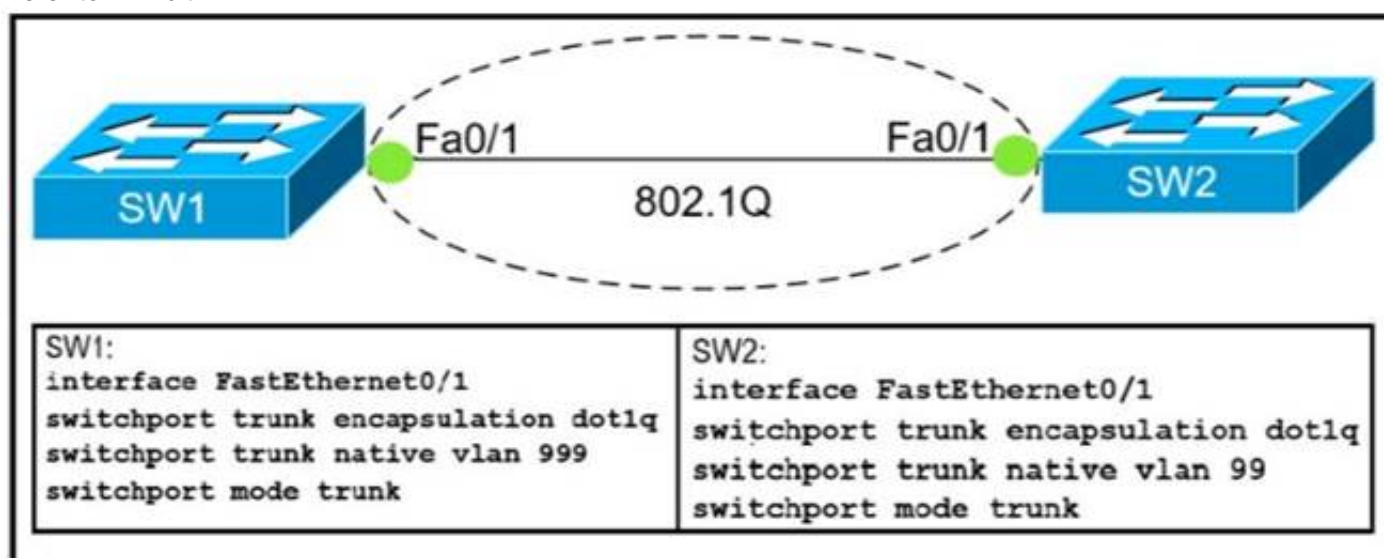 Fa0/1
Fa0/1
SW1
802.1Q
SW2
SW1:
interface FastEthernet0/1
switchport trunk encapsulation dot1q
switchport trunk native vlan 999
switchport mode trunk
SW2:
interface FastEthernet0/1
switchport trunk encapsulation dot1q
switchport trunk native vlan 99
switchport mode trunk